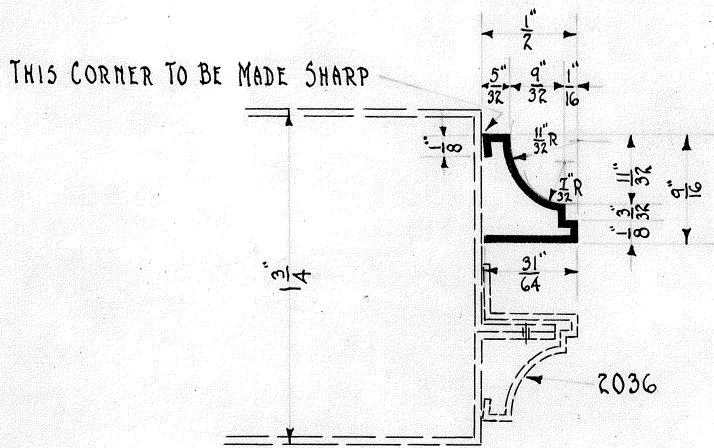 1/2"
THIS CORNER TO BE MADE SHARP
5/32" 9/32" 1/16"
1/8"
11/32"R
7/32"R
11/32"
3/32
1/8"
9/16"
31/64"
1 3/4"
2036